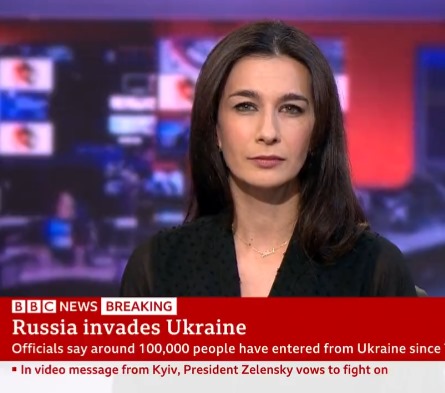 BBC NEWS BREAKING
Russia invades Ukraine
Officials say around 100,000 people have entered from Ukraine since
▪ In video message from Kyiv, President Zelensky vows to fight on